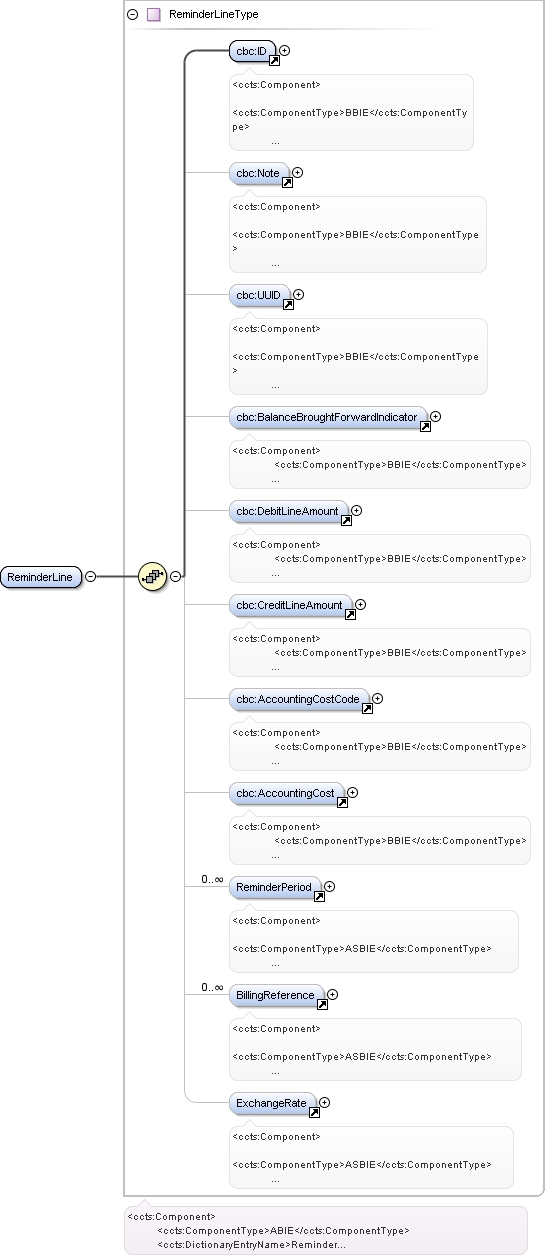 ReminderLineType
cbc:ID
<ccts:Component>
<ccts:ComponentType>BBIE</ccts:ComponentTy
pe>
...
cbc:Note
<ccts:Component>
<ccts:ComponentType>BBIE</ccts:ComponentType
>
...
cbc:UUID
<ccts:Component>
<ccts:ComponentType>BBIE</ccts:ComponentType
>
...
cbc:BalanceBroughtForwardIndicator
<ccts:Component>
<ccts:ComponentType>BBIE</ccts:ComponentType>
...
cbc:DebitLineAmount
<ccts:Component>
<ccts:ComponentType>BBIE</ccts:ComponentType>
...
ReminderLine
cbc:CreditLineAmount
<ccts:Component>
<ccts:ComponentType>BBIE</ccts:ComponentType>
...
cbc:AccountingCostCode
<ccts:Component>
<ccts:ComponentType>BBIE</ccts:ComponentType>
...
cbc:AccountingCost
<ccts:Component>
<ccts:ComponentType>BBIE</ccts:ComponentType>
...
0..∞
ReminderPeriod
<ccts:Component>
<ccts:ComponentType>ASBIE</ccts:ComponentType>
...
0..∞
BillingReference
<ccts:Component>
<ccts:ComponentType>ASBIE</ccts:ComponentType>
...
ExchangeRate
<ccts:Component>
<ccts:ComponentType>ASBIE</ccts:ComponentType>
...
<ccts:Component>
<ccts:ComponentType>ABIE</ccts:ComponentType>
<ccts:DictionaryEntryName>Reminder...